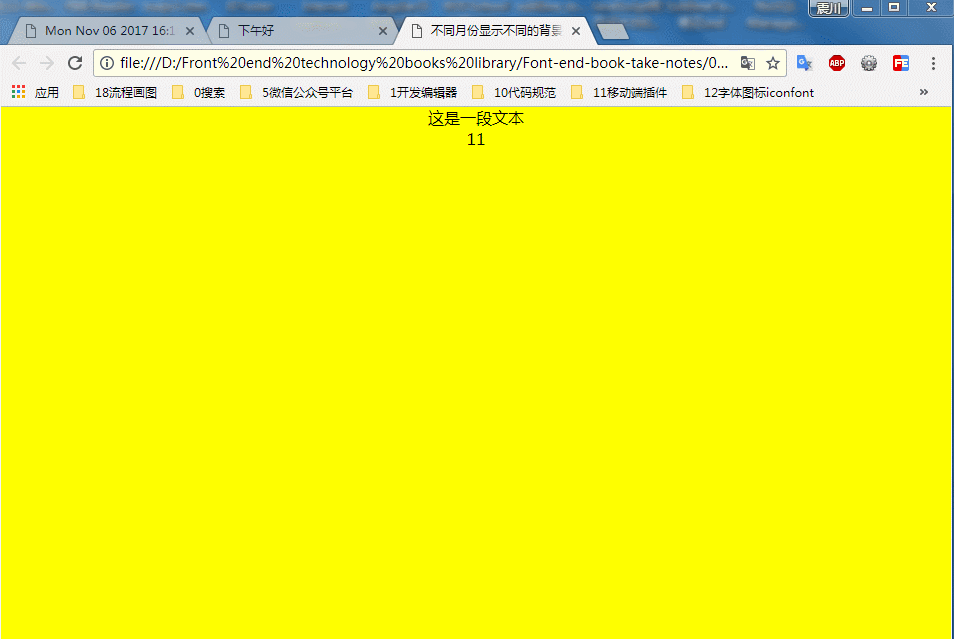 震川
Mon Nov 06 2017 16:1
下午好
不同月份显示不同的背景
file:///D:/Front%20end%20technology%20books%20library/Font-end-book-take-notes/0...
ABP
FE
应用 18流程画图 0搜索 5微信公众号平台 1开发编辑器 10代码规范 11移动端插件 12字体图标iconfont »
这是一段文本
11